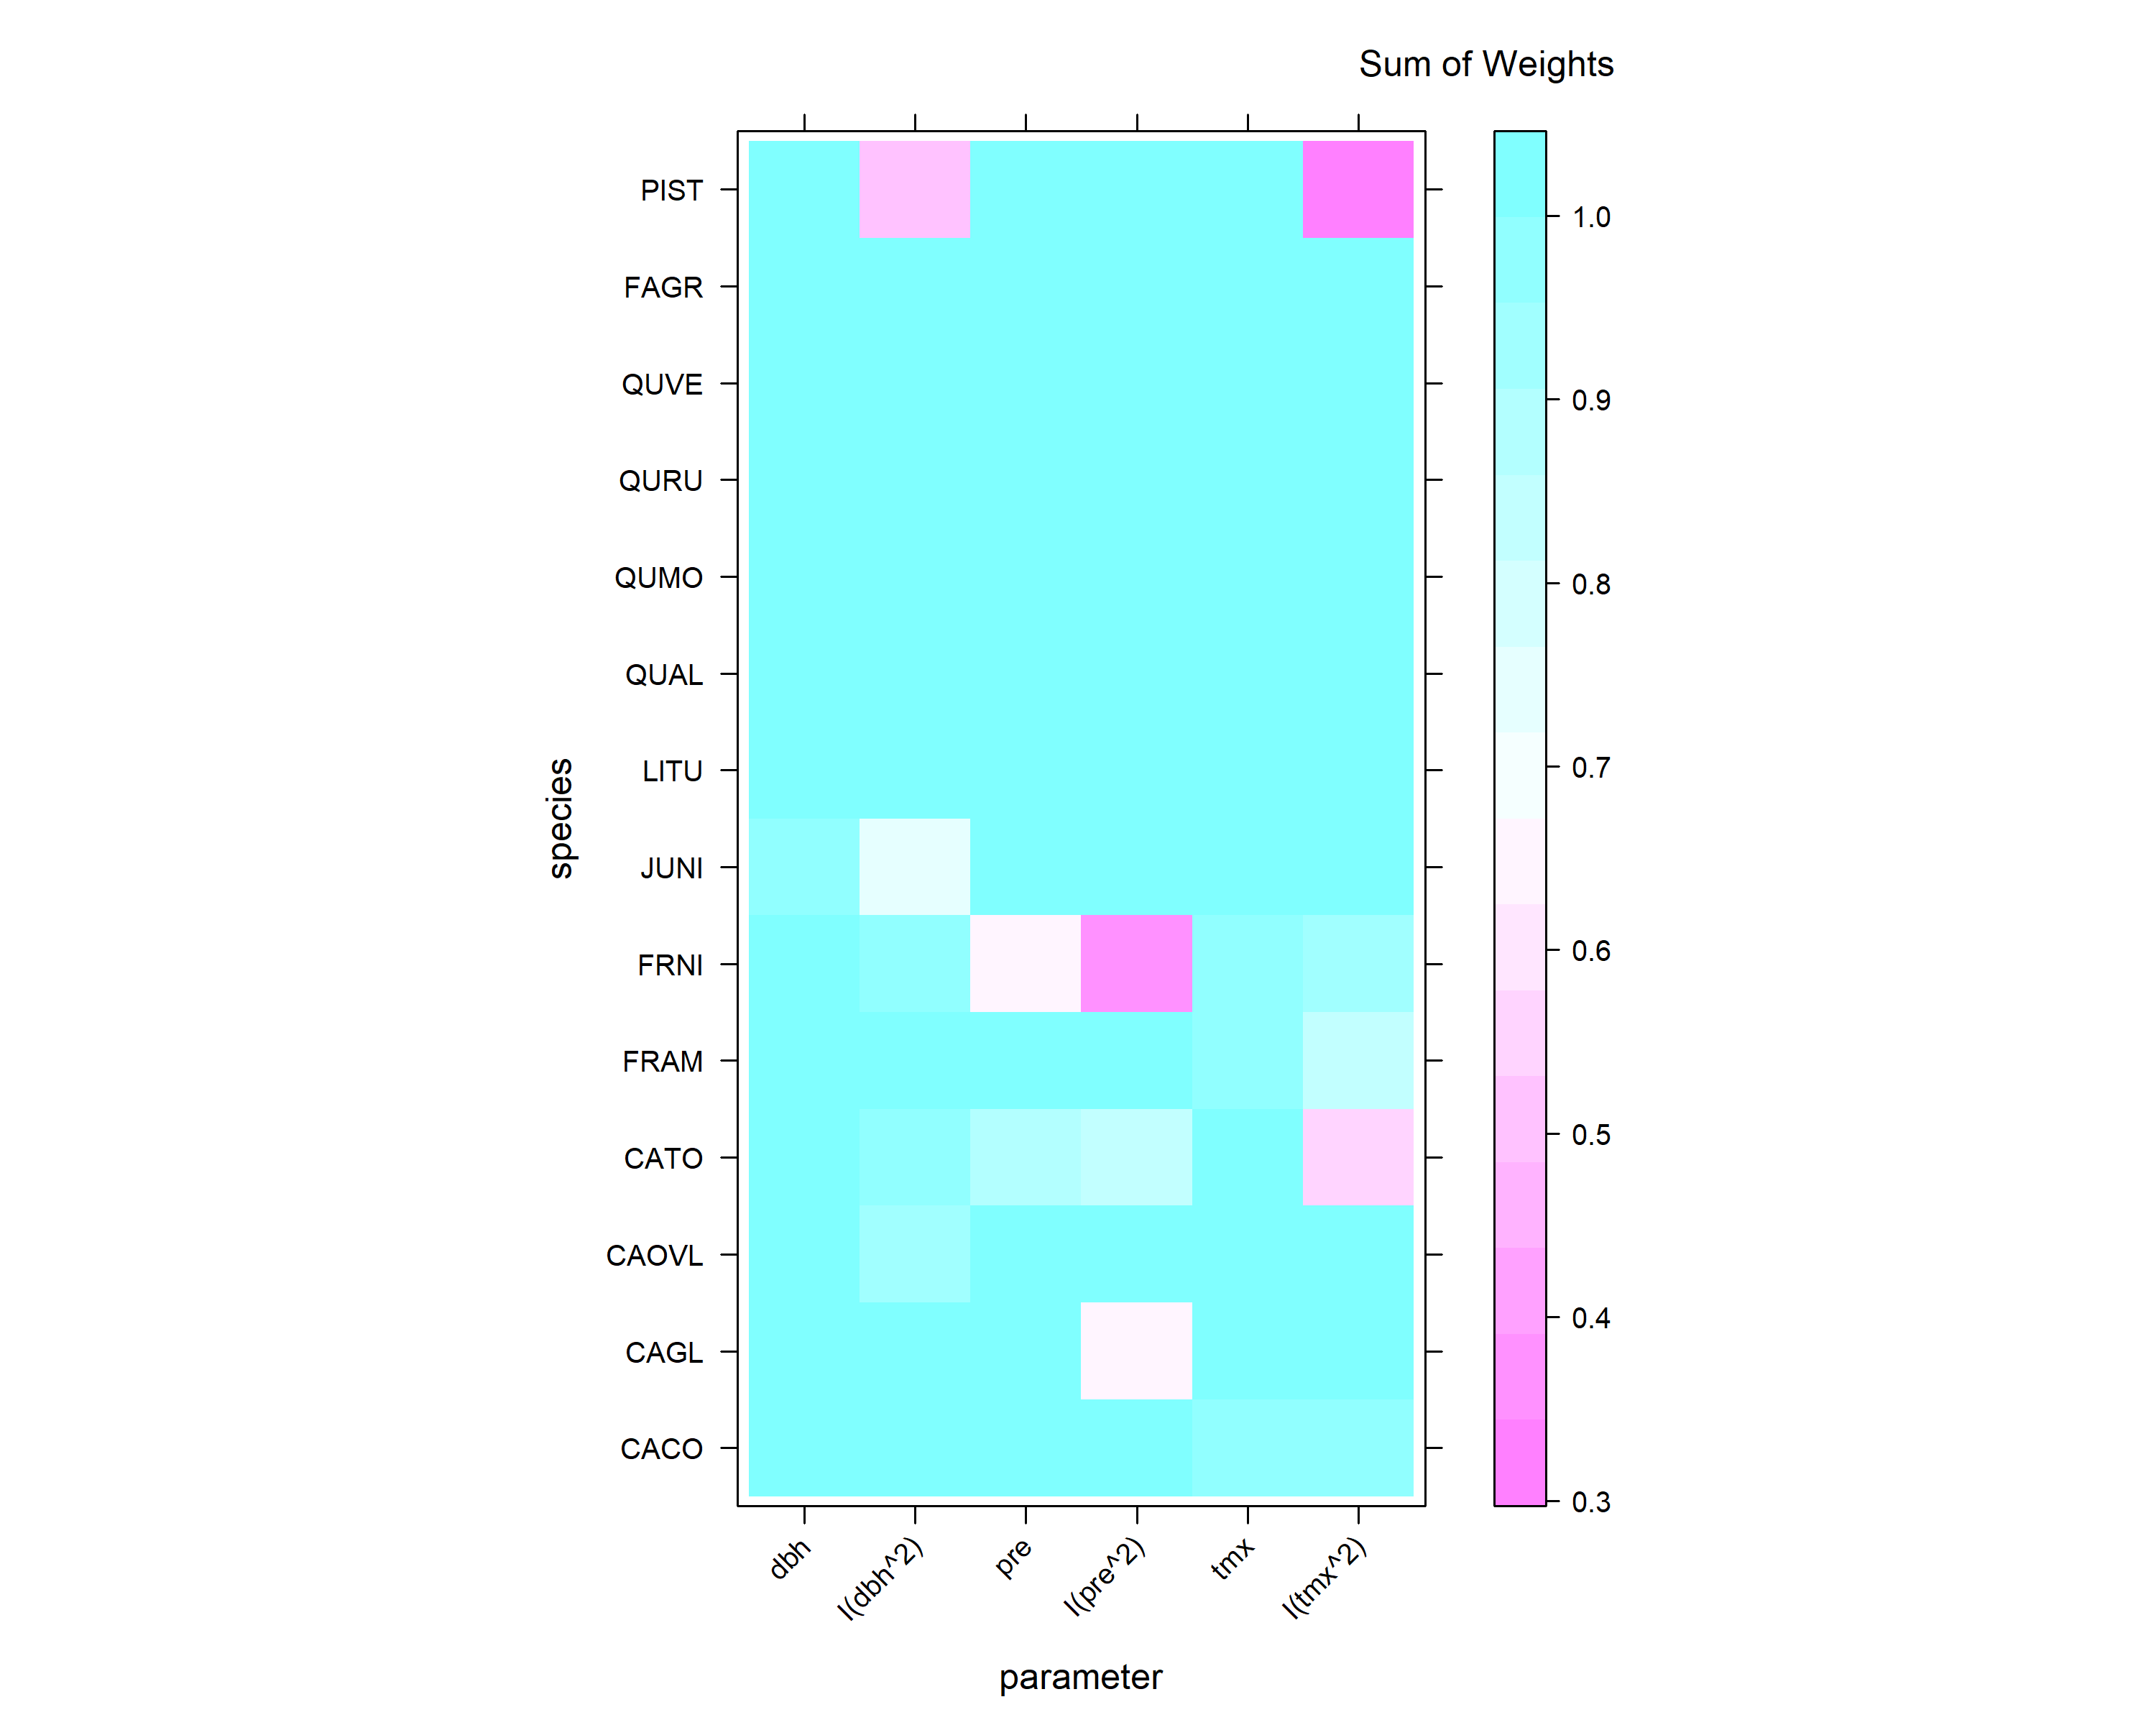 Sum of Weights
PIST
FAGR
QUVE
QURU
QUMO
QUAL
LITU
JUNI
FRNI
FRAM
CATO
CAOVL
CAGL
CACO
species
dbh
I(dbh^2)
pre
I(pre^2)
tmx
I(tmx^2)
parameter
1.0
0.9
0.8
0.7
0.6
0.5
0.4
0.3